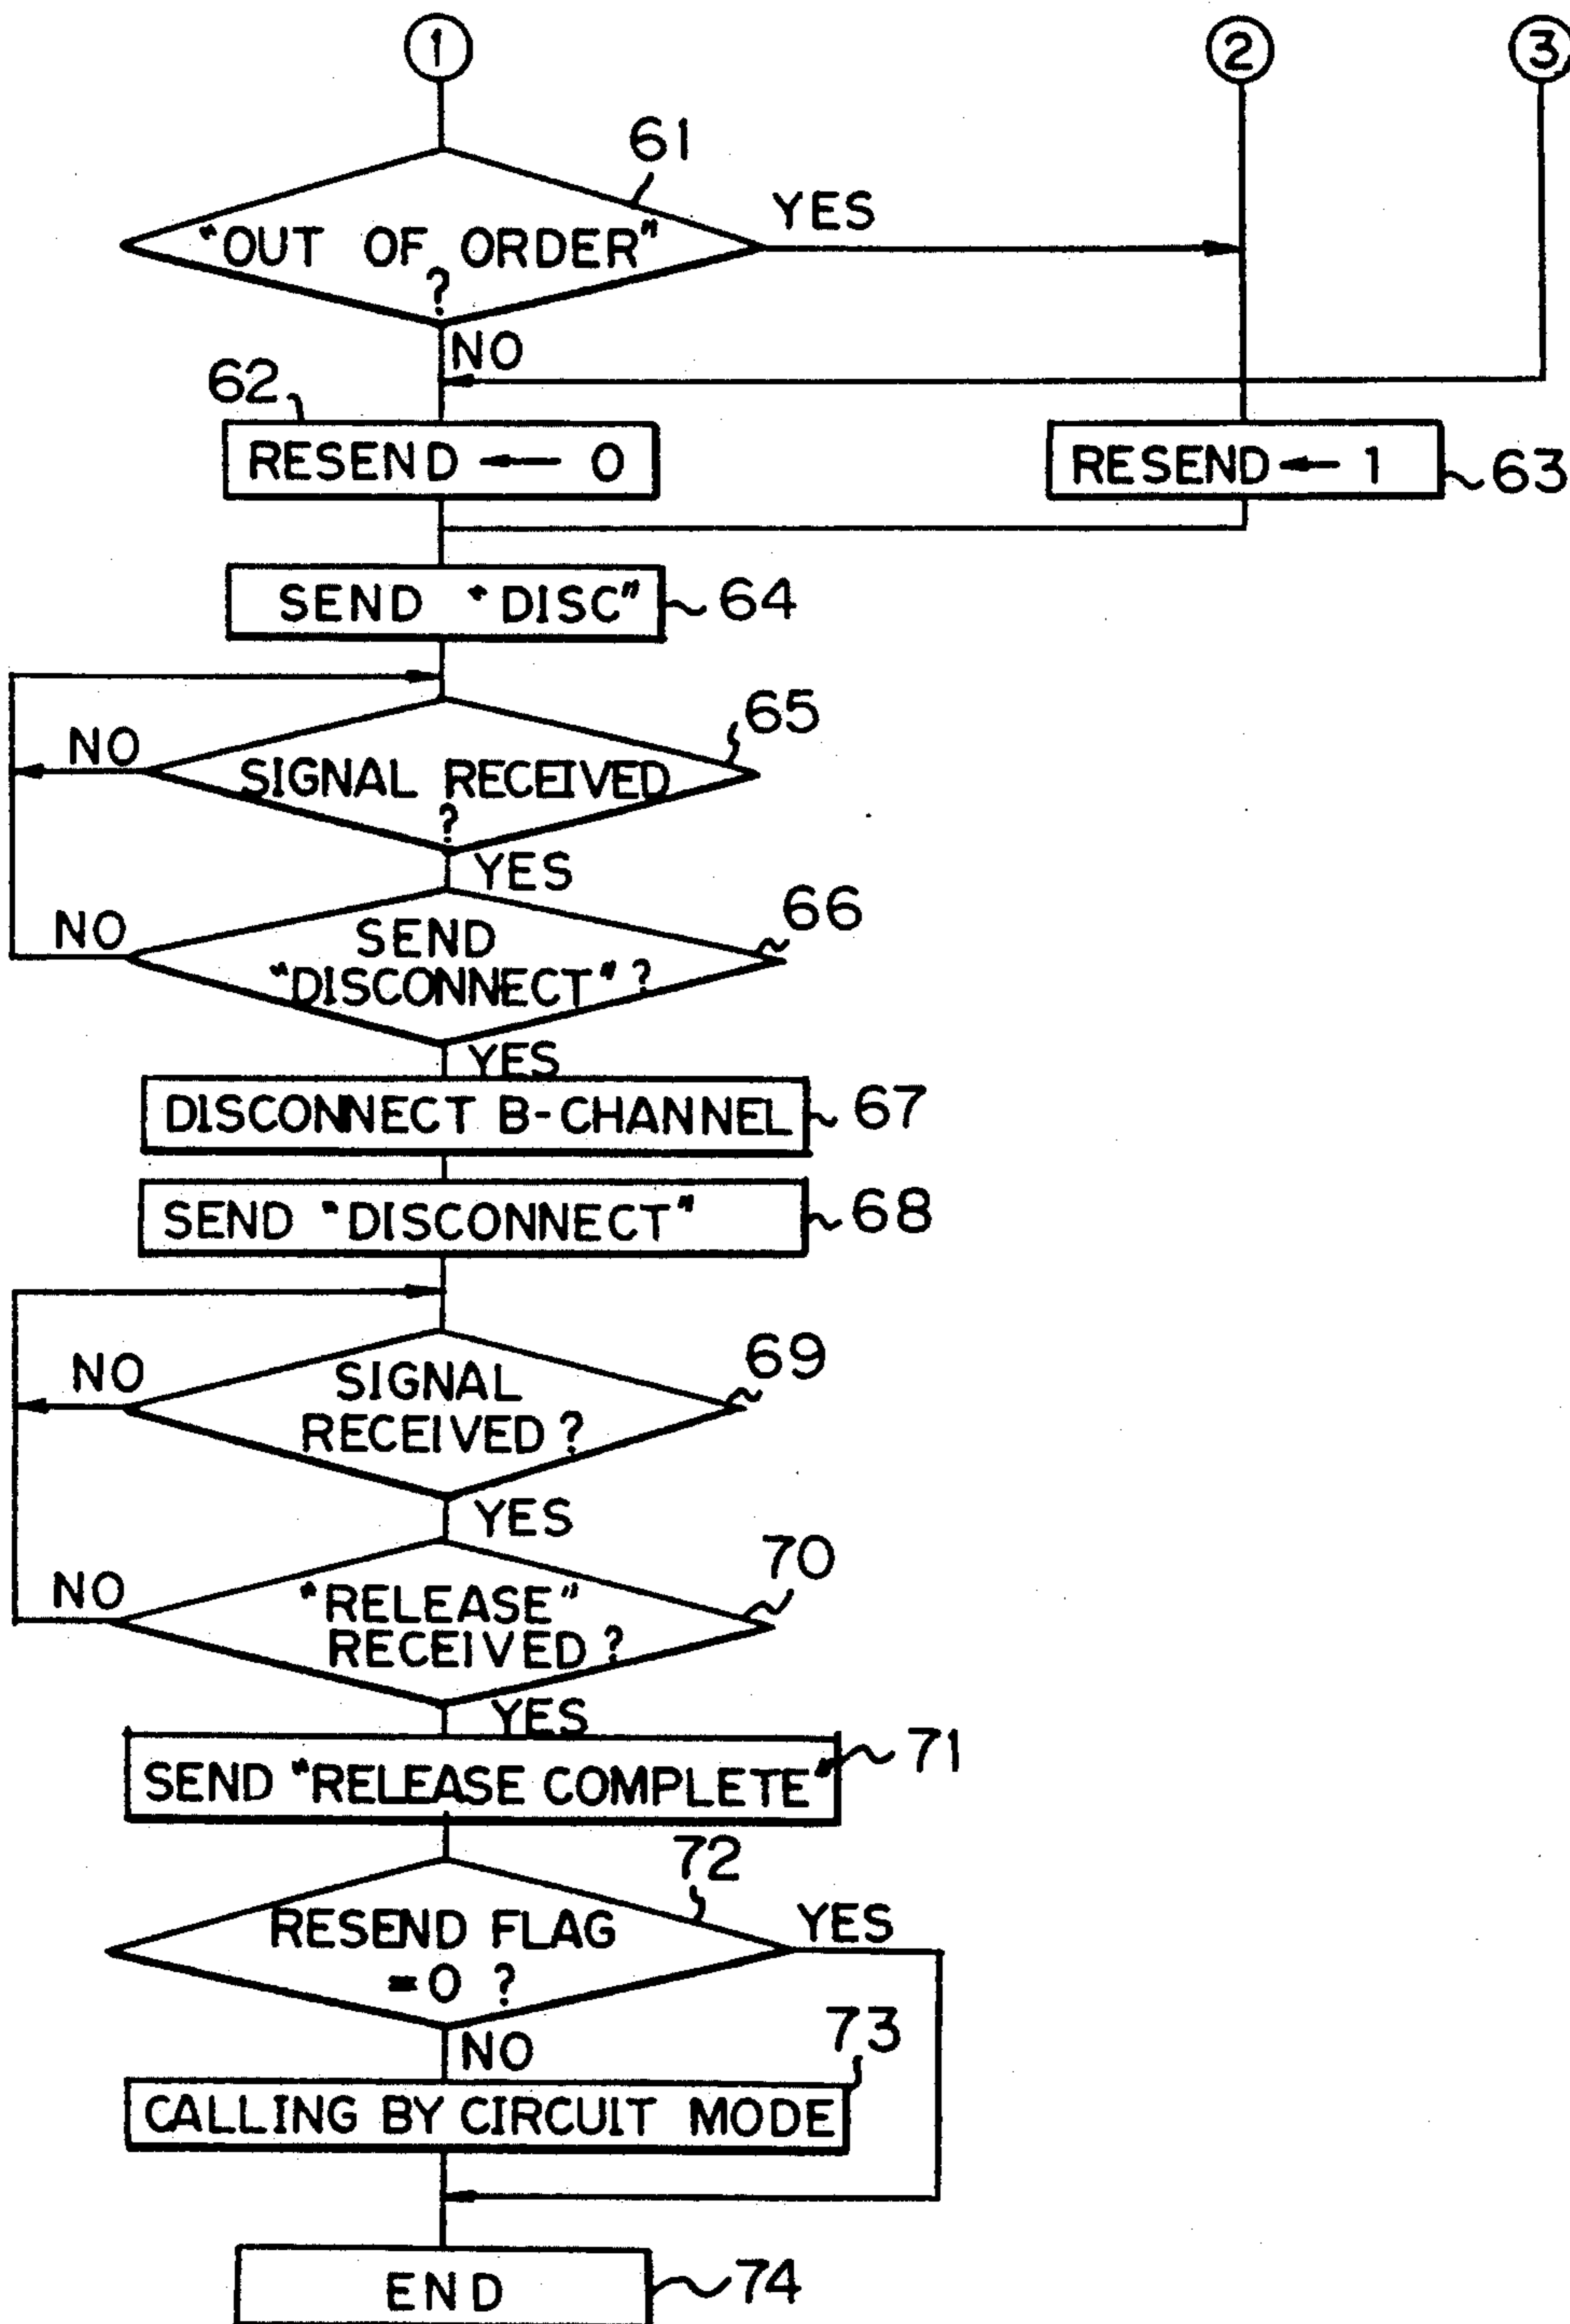 1 2 3
61
YES
"OUT OF ORDER"
?
NO
62
RESEND ← 0
RESEND ← 1
63
SEND "DISC"
64
65
NO
SIGNAL RECEIVED
?
YES
66
NO
SEND
"DISCONNECT" ?
YES
DISCONNECT B-CHANNEL
67
SEND "DISCONNECT"
68
69
NO
SIGNAL
RECEIVED ?
YES
70
NO
"RELEASE"
RECEIVED ?
YES
71
SEND "RELEASE COMPLETE"
72
YES
RESEND FLAG
=0 ?
73
NO
CALLING BY CIRCUIT MODE
END
74